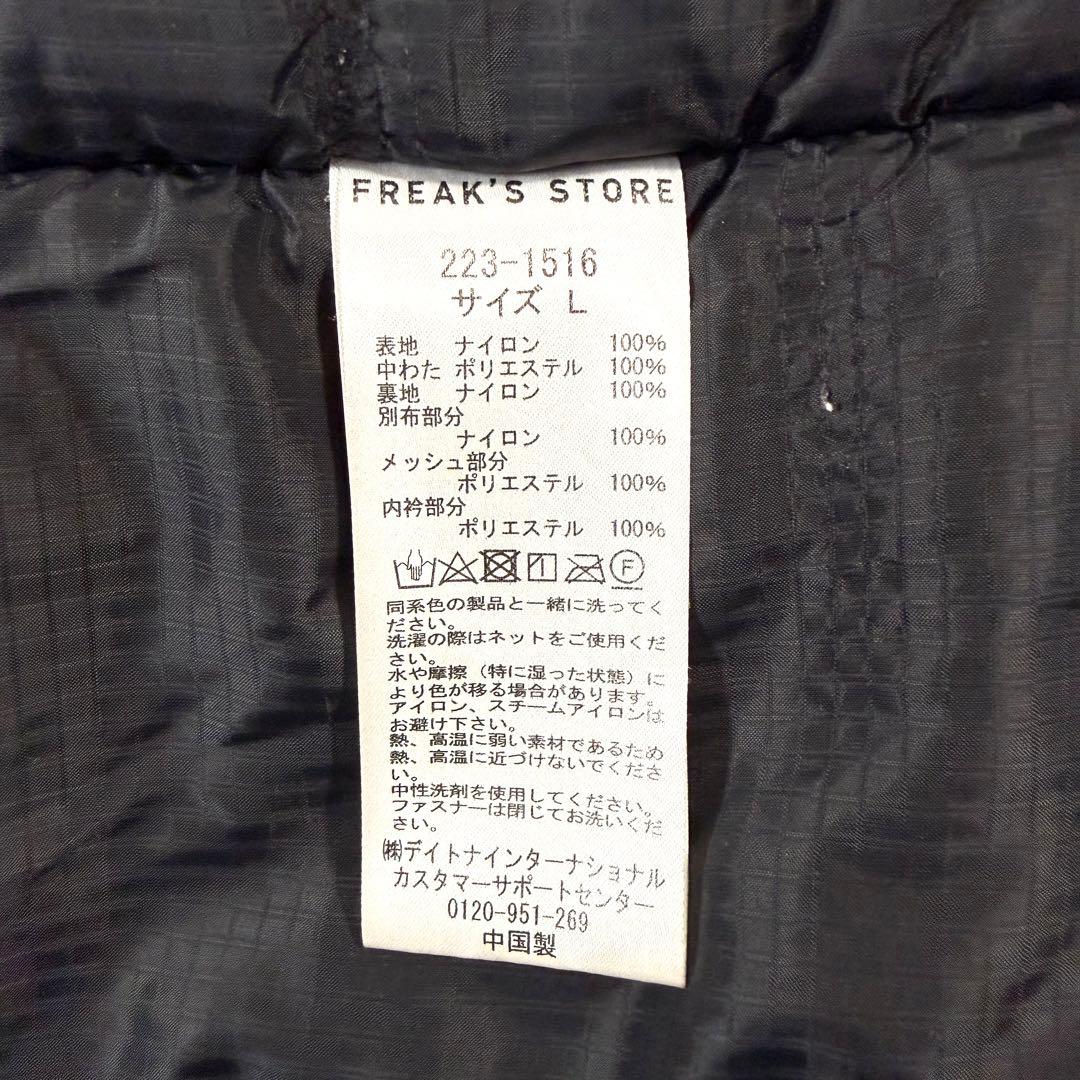 FREAK'S STORE
223-1516
サイズ L
表地 ナイロン 100%
中わた ポリエステル 100%
裏地 ナイロン 100%
別布部分
ナイロン 100%
メッシュ部分
ポリエステル 100%
内衿部分
ポリエステル 100%
F
同系色の製品と一緒に洗ってく
ださい。
洗濯の際はネットをご使用くだ
さい。
水や摩擦（特に湿った状態）に
より色が移る場合があります。
アイロン、スチームアイロンは
お避け下さい。
熱、高温に弱い素材であるため
熱、高温に近づけないでくださ
い。
中性洗剤を使用してください。
ファスナーは閉じてお洗いくだ
さい。
㈱デイトナインターナショナル
カスタマーサポートセンター
0120-951-269
中国製